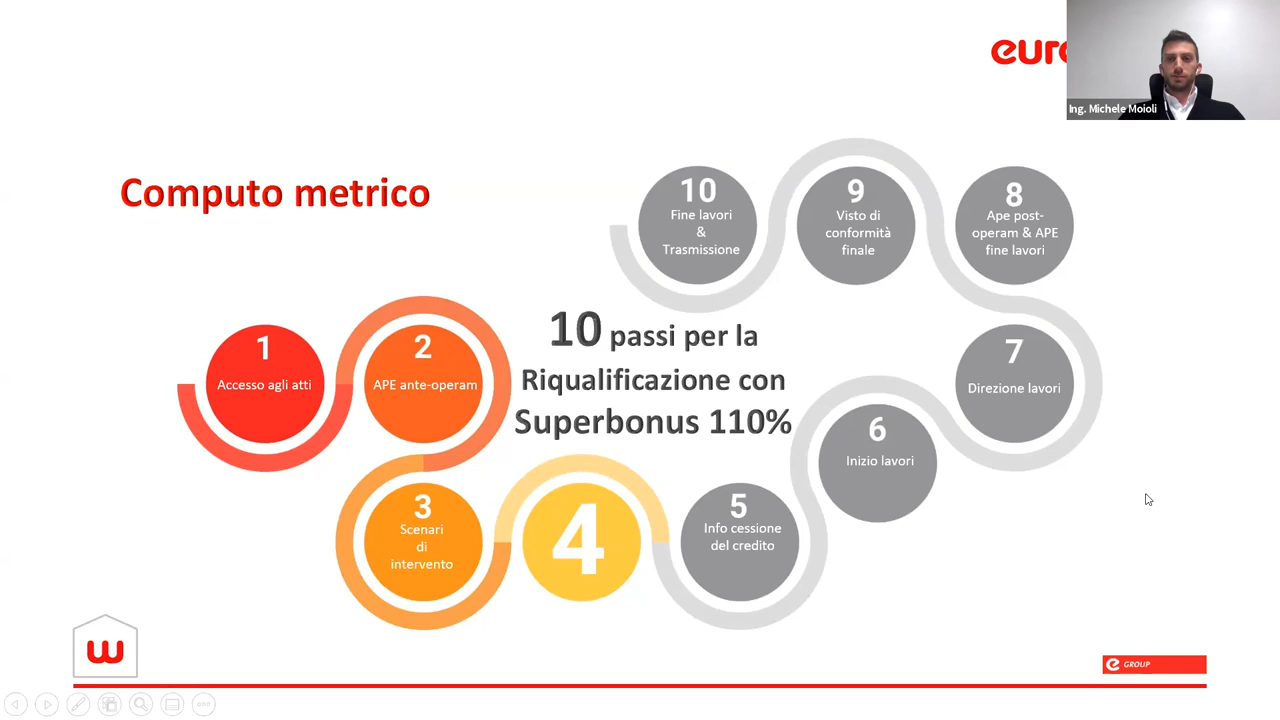 Ing. Michele Moioli
Computo metrico
10 passi per la
Riqualificazione con
Superbonus 110%
1
Accesso agli atti
2
APE ante-operam
3
Scenari
di
intervento
4
5
Info cessione
del credito
6
Inizio lavori
7
Direzione lavori
8
Ape post-
operam & APE
fine lavori
9
Visto di
conformità
finale
10
Fine lavori
&
Trasmissione
w
e GROUP